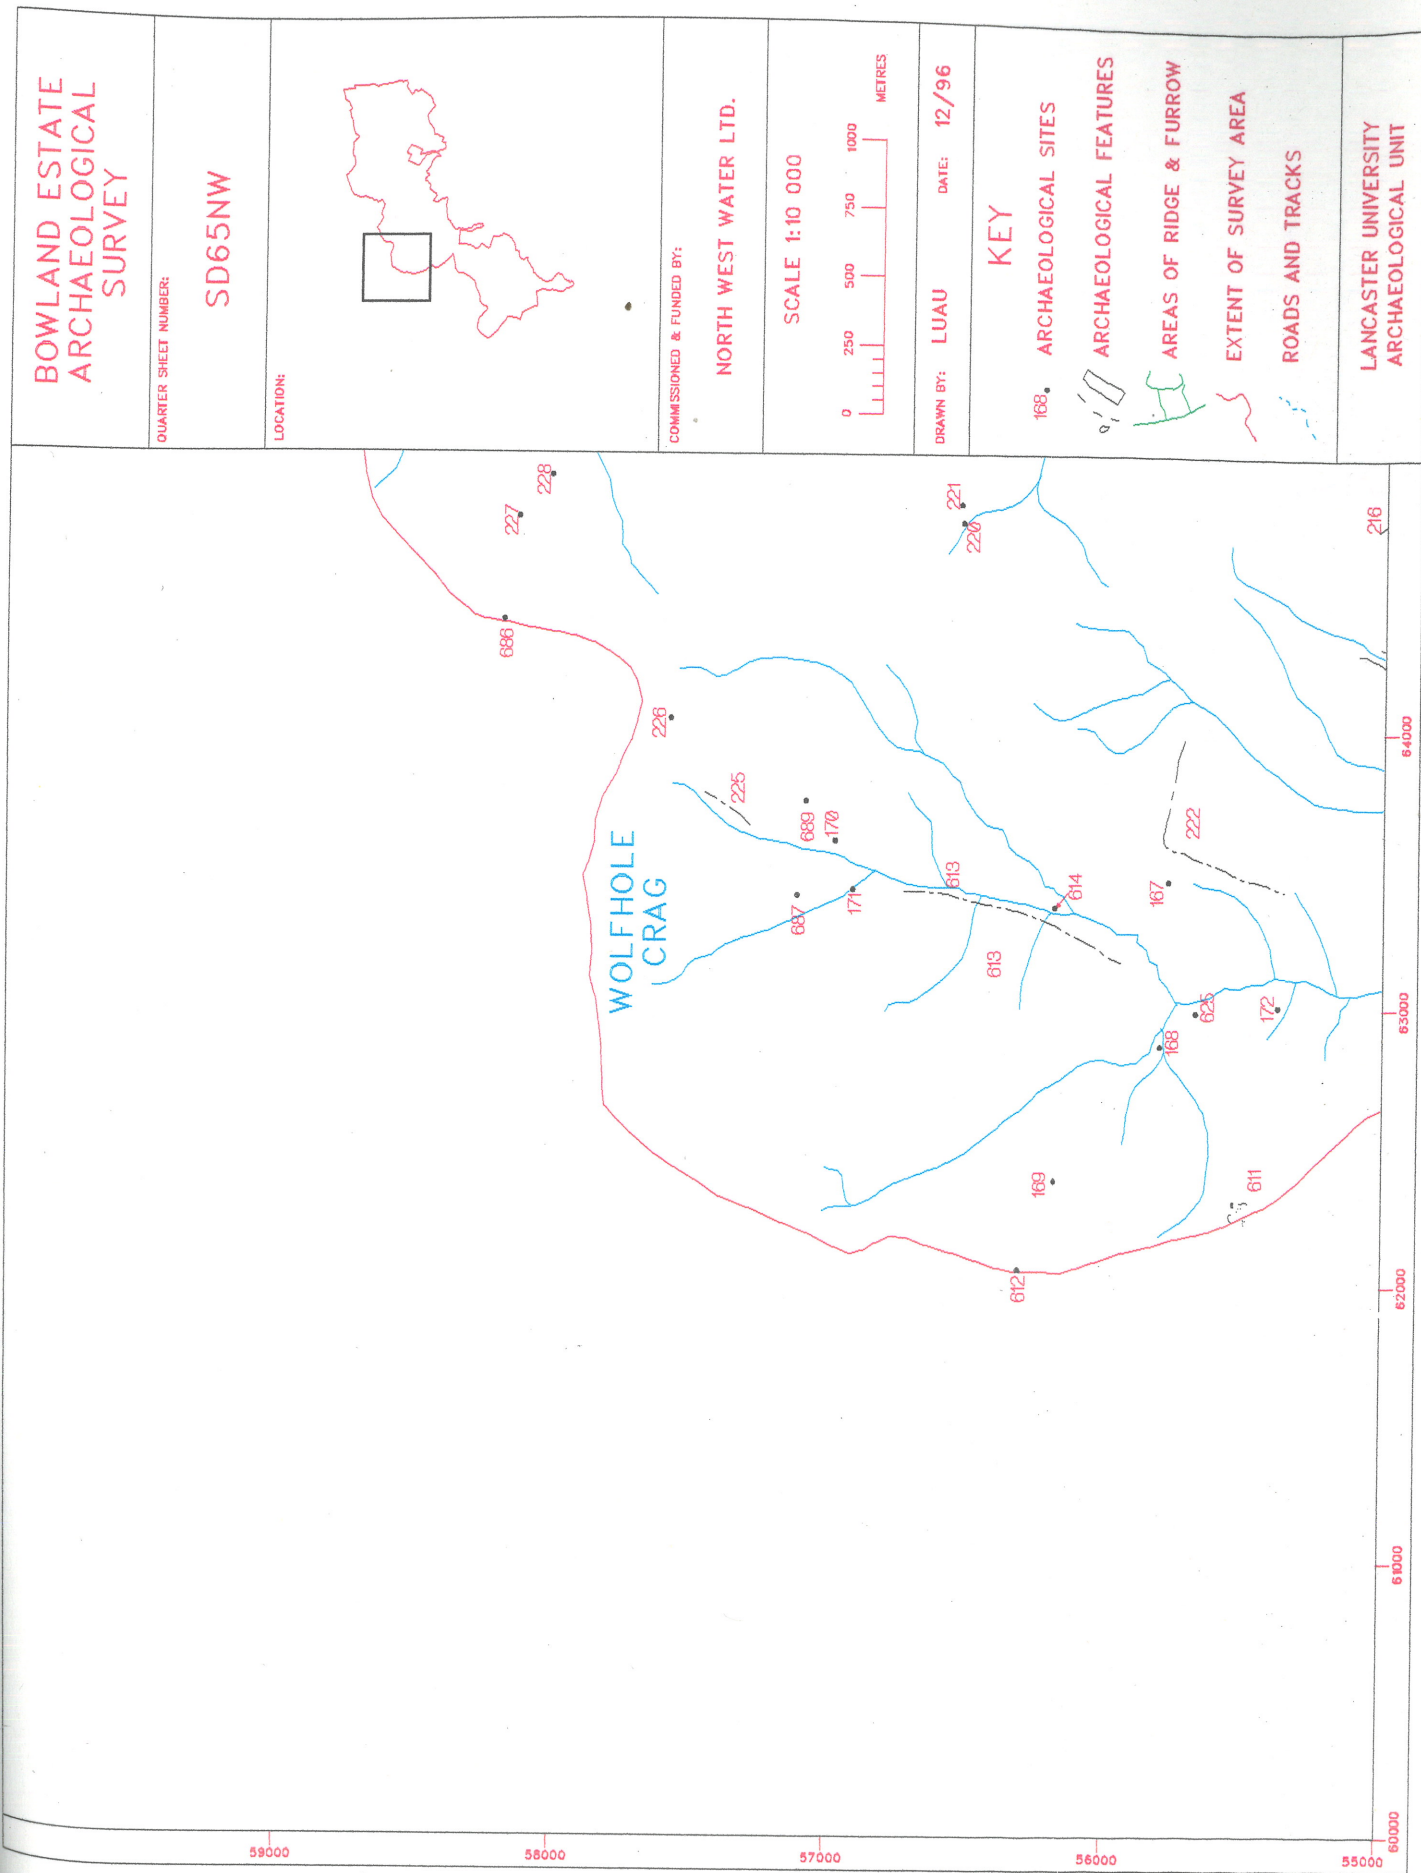 BOWLAND ESTATE
ARCHAEOLOGICAL
SURVEY
QUARTER SHEET NUMBER:
SD65NW
LOCATION:
COMMISSIONED & FUNDED BY:
NORTH WEST WATER LTD.
SCALE 1:10 000
0 250 500 750 1000 METRES
DRAWN BY: LUAU DATE: 12/96
KEY
168 ARCHAEOLOGICAL SITES
ARCHAEOLOGICAL FEATURES
AREAS OF RIDGE & FURROW
EXTENT OF SURVEY AREA
ROADS AND TRACKS
LANCASTER UNIVERSITY
ARCHAEOLOGICAL UNIT
WOLFHOLE
CRAG
228
227
686
226
225
689
170
687
171
613
613
614
221
220
216
222
167
625
168
172
169
611
612
59000
58000
57000
56000
55000
60000
61000
62000
63000
64000